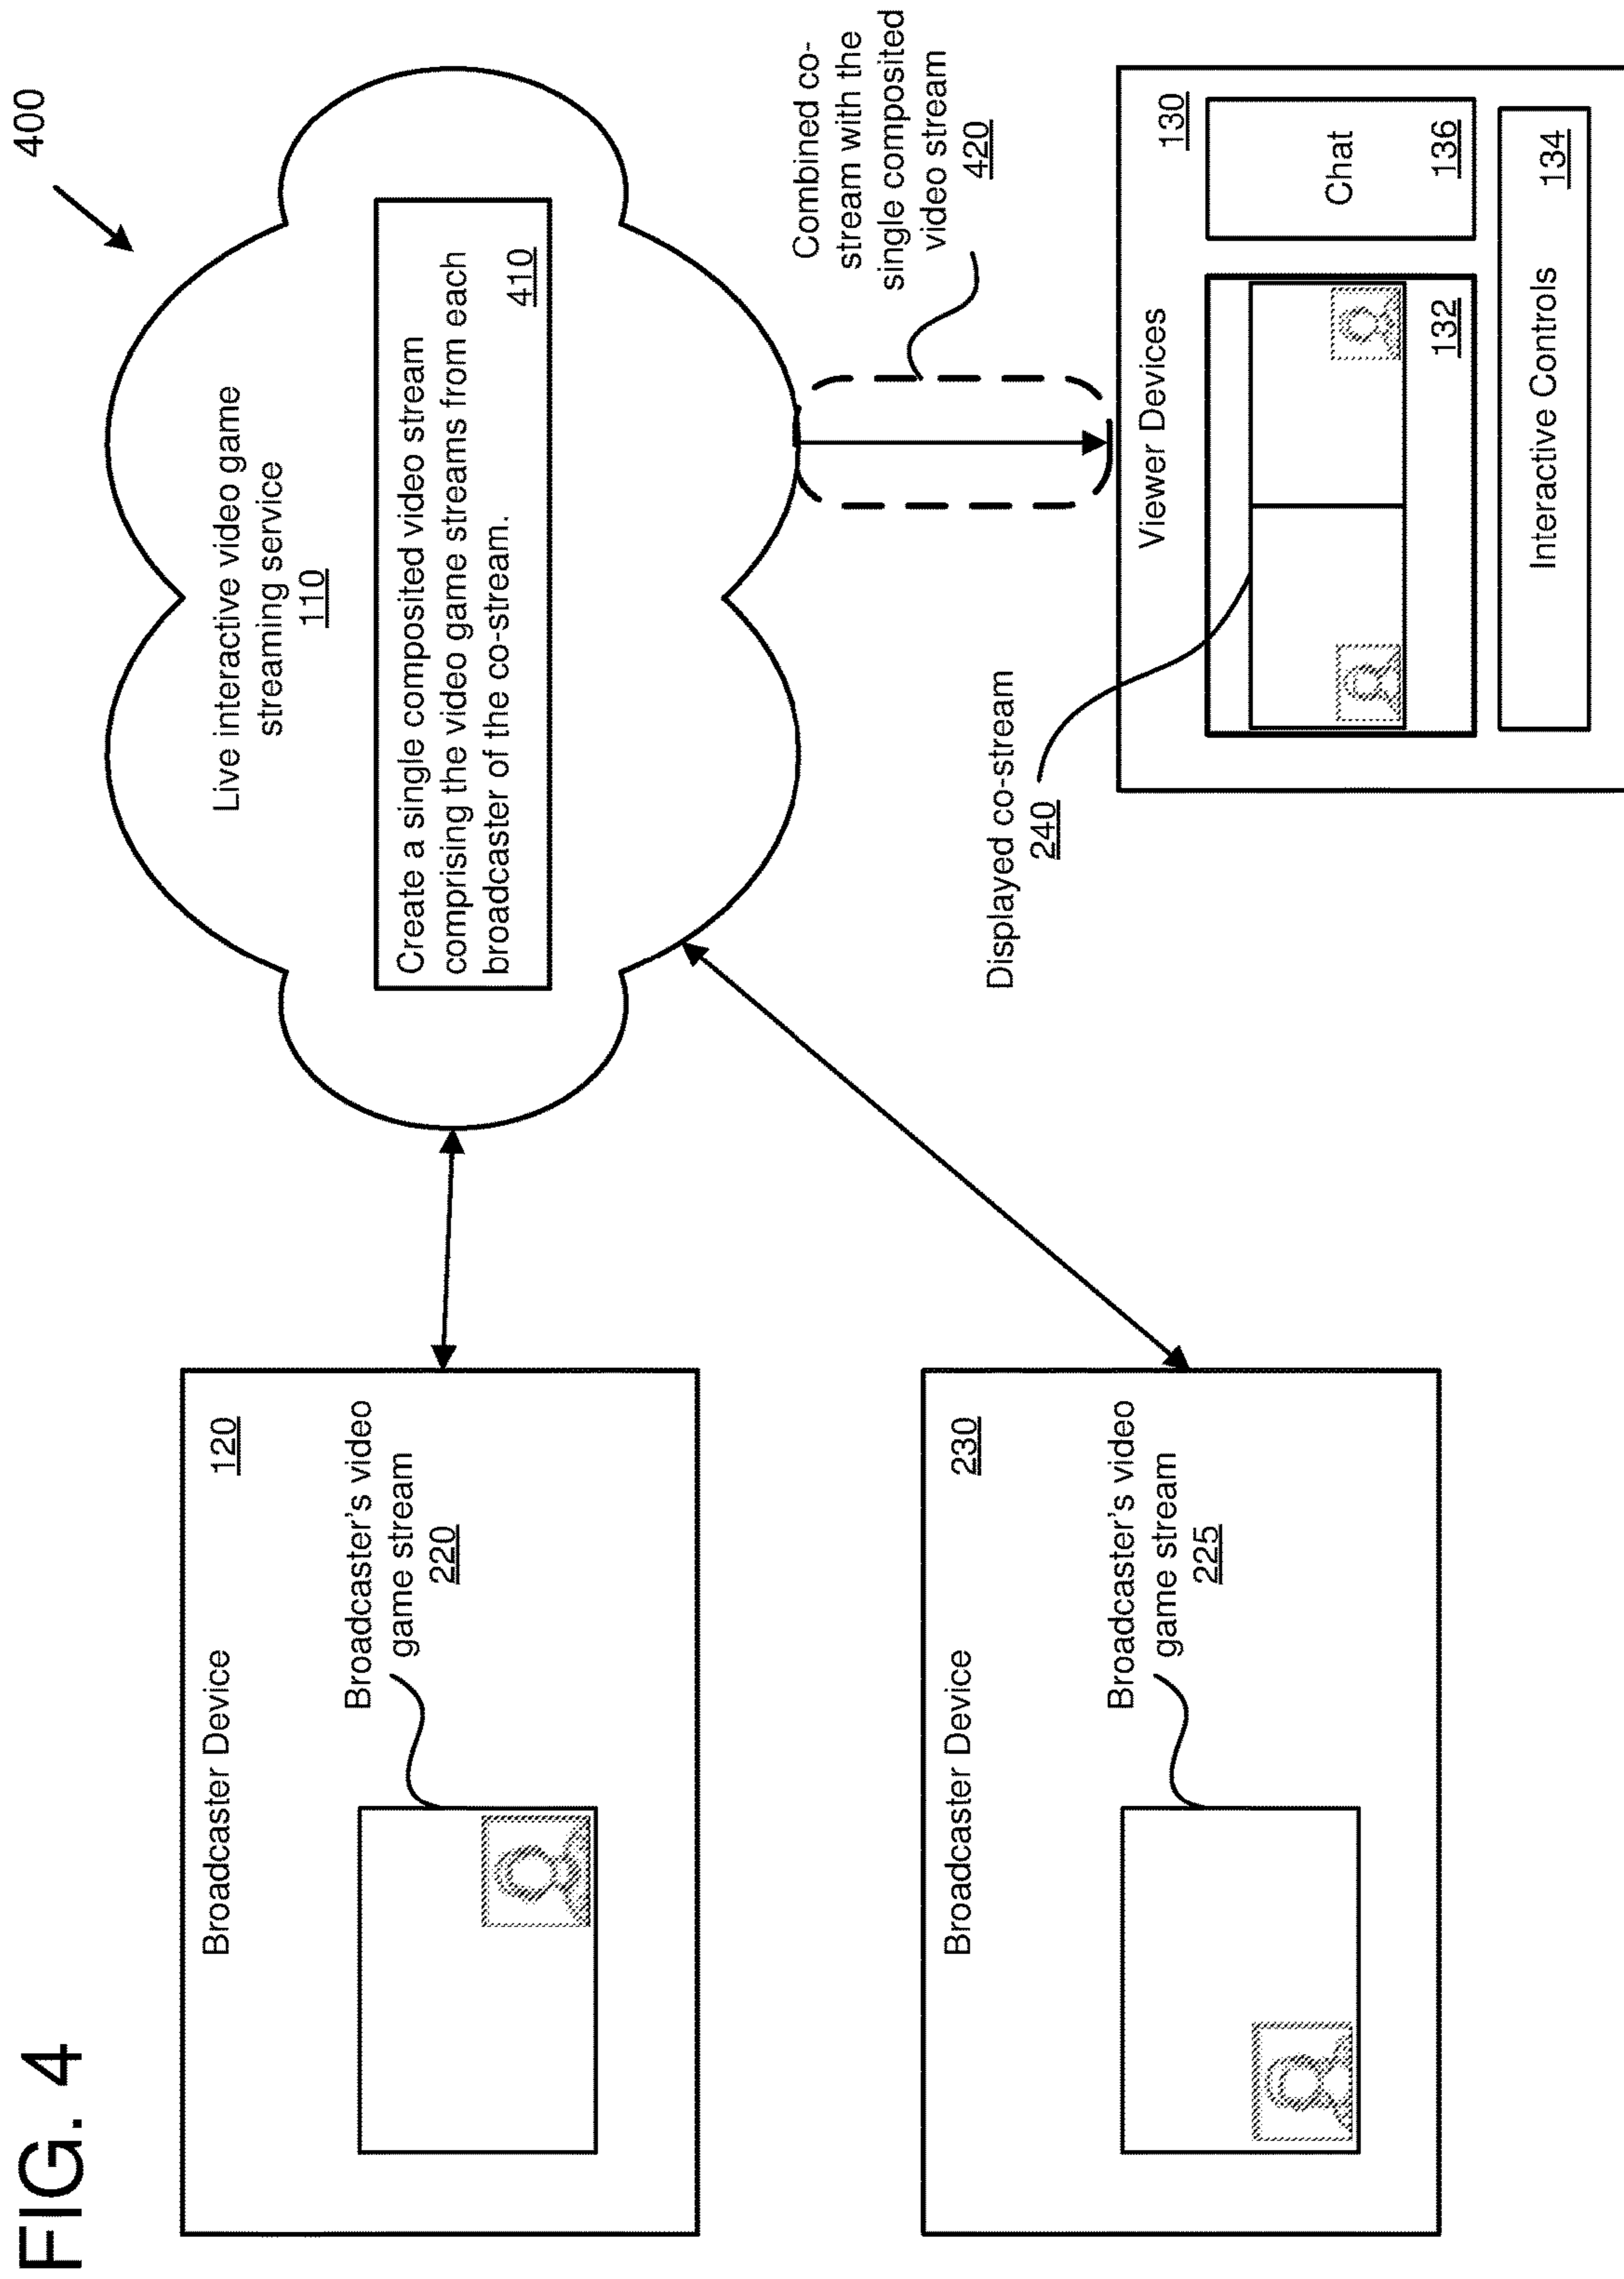 FIG. 4
400
Broadcaster Device
120
Broadcaster's video
game stream
220
Broadcaster Device
230
Broadcaster's video
game stream
225
Live interactive video game
streaming service
110
Create a single composited video stream
comprising the video game streams from each
broadcaster of the co-stream.
410
Combined co-
stream with the
single composited
video stream
420
Displayed co-stream
240
Viewer Devices
130
132
Chat
136
Interactive Controls
134